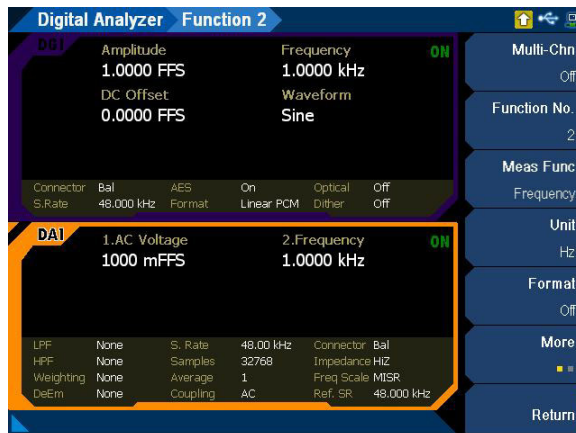 Digital Analyzer Function 2
DGI
Amplitude Frequency ON
1.0000 FFS 1.0000 kHz
DC Offset Waveform
0.0000 FFS Sine
Connector Bal AES On Optical Off
S.Rate 48.000 kHz Format Linear PCM Dither Off
DAI
1.AC Voltage 2.Frequency ON
1000 mFFS 1.0000 kHz
LPF None S. Rate 48.00 kHz Connector Bal
HPF None Samples 32768 Impedance HiZ
Weighting None Average 1 Freq Scale MISR
DeEm None Coupling AC Ref. SR 48.000 kHz
Multi-Chn
Off
Function No.
2
Meas Func
Frequency
Unit
Hz
Format
Off
More
Return